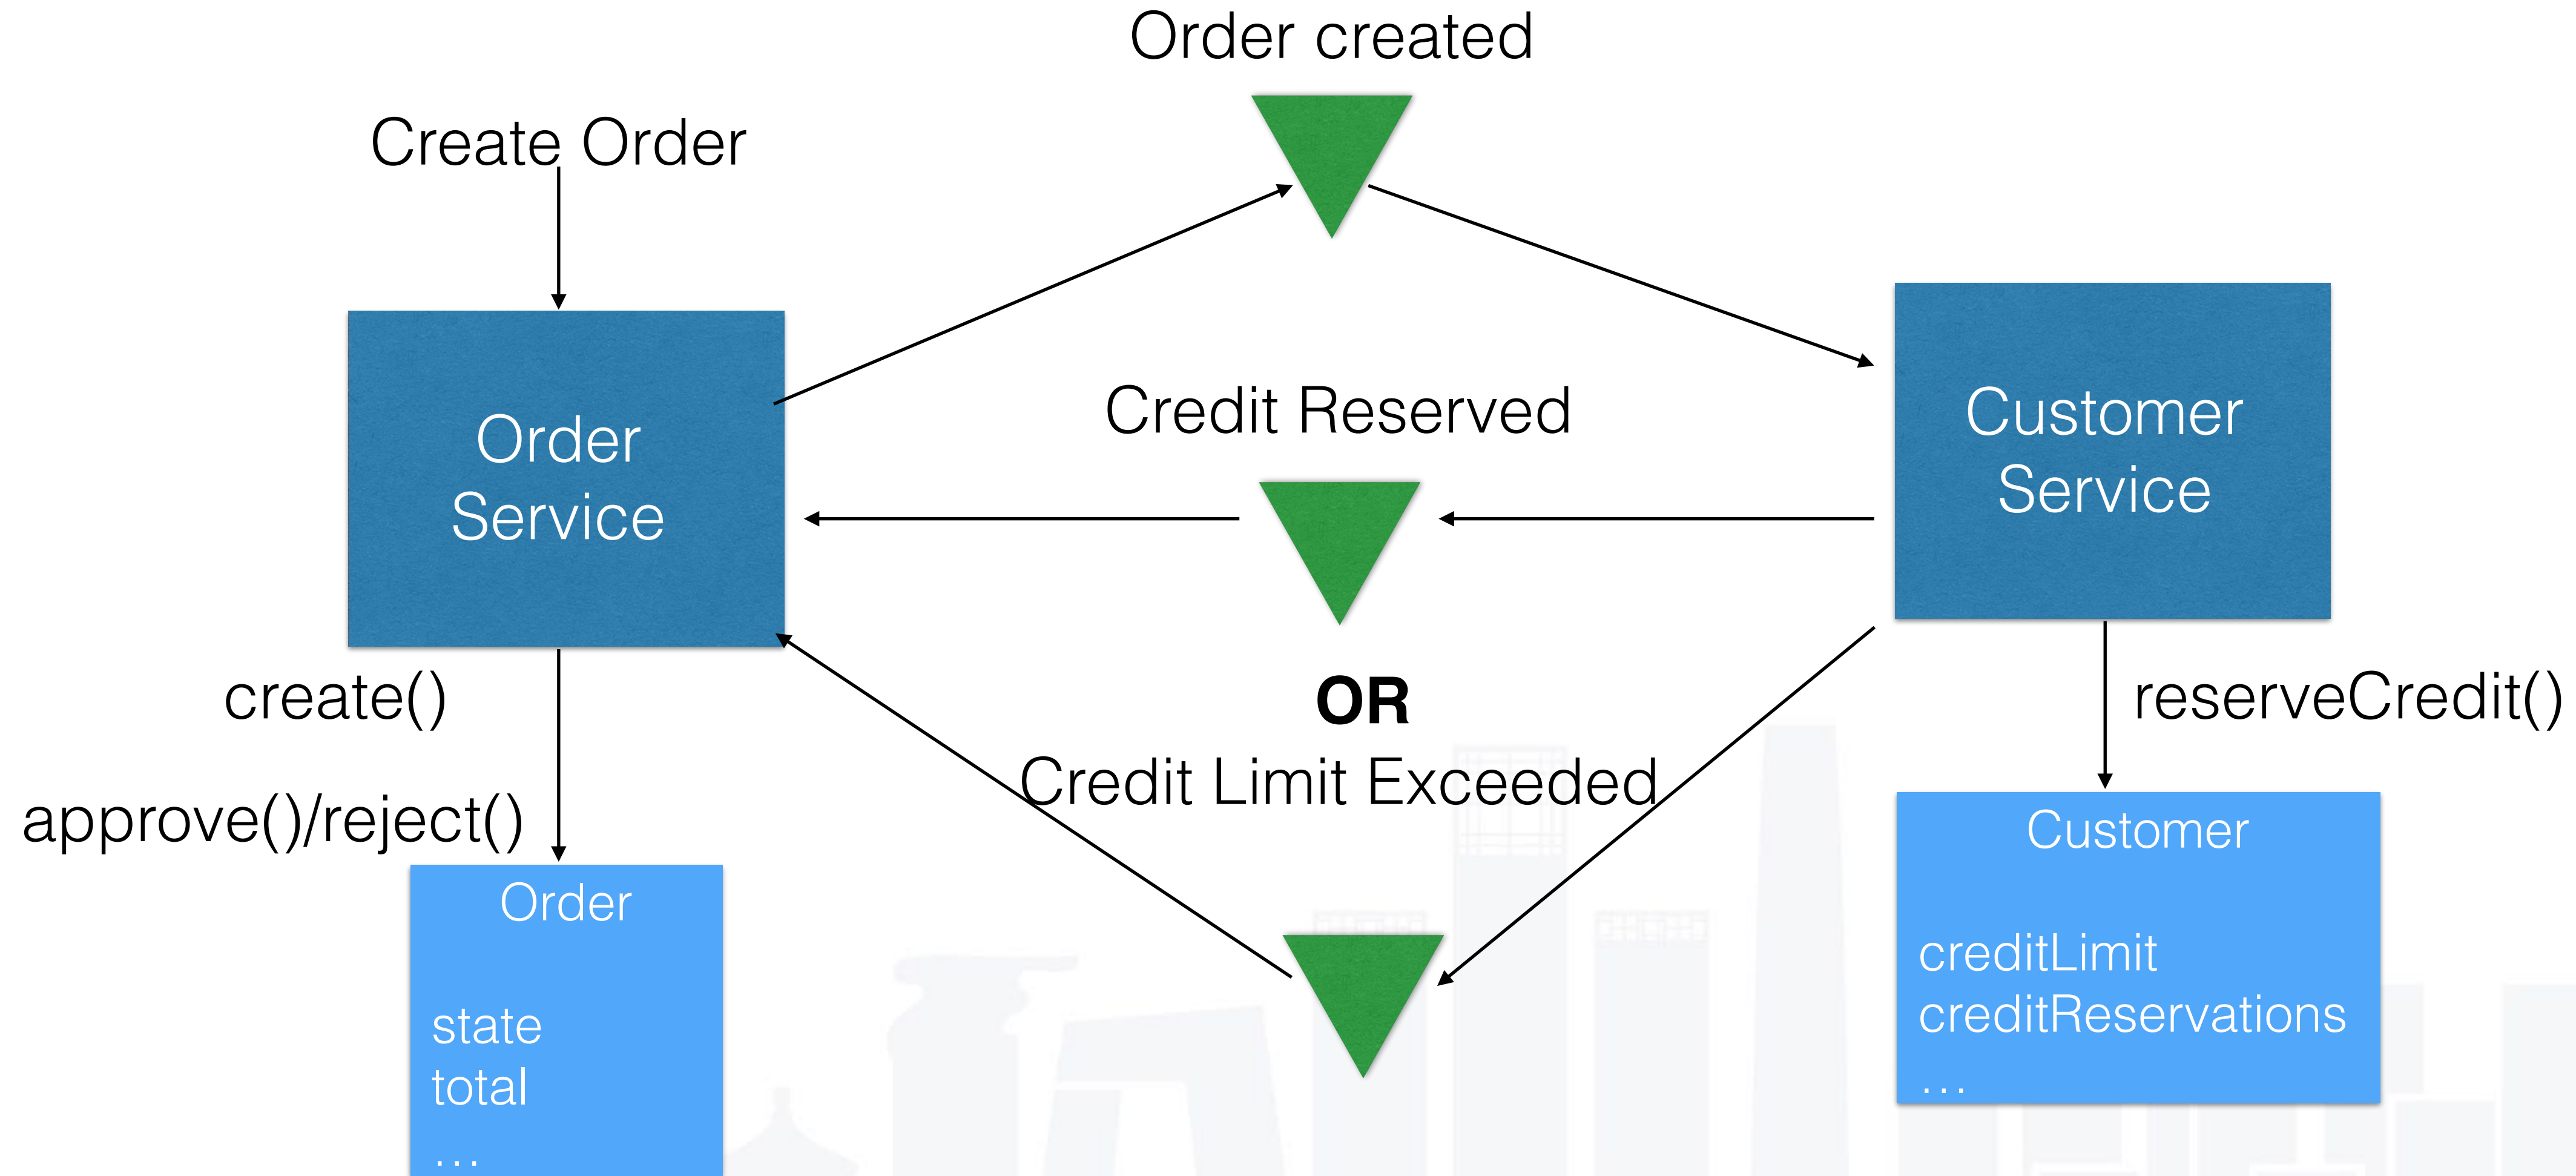 Order created
Create Order
Order
Service
Credit Reserved
Customer
Service
create()
OR
reserveCredit()
Credit Limit Exceeded
approve()/reject()
Customer
Order
creditLimit
creditReservations
...
state
total
...